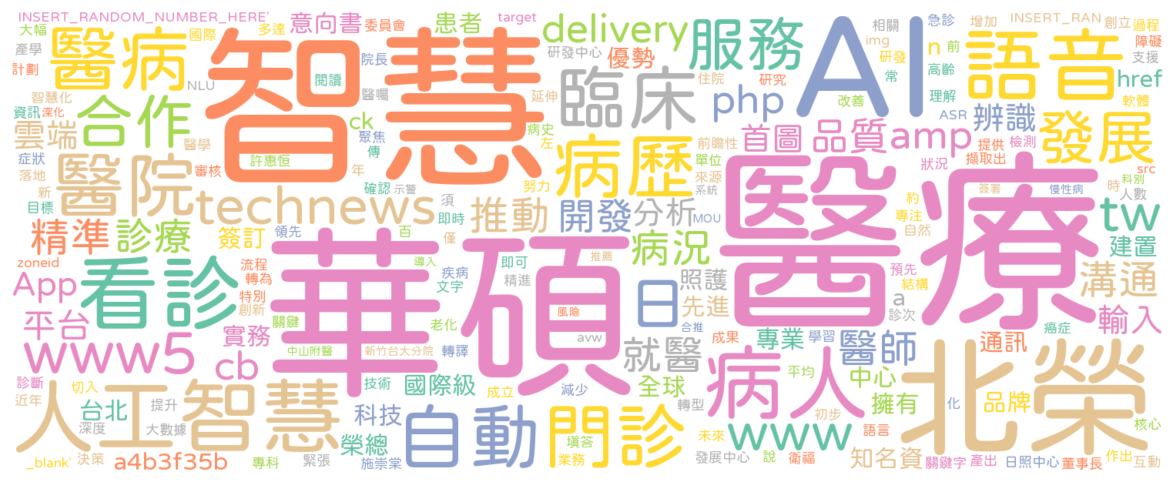 INSERT_RANDOM_NUMBER_HERE'
大幅
國際
多達
意向書
委員會
患者
target
delivery
服務
AI
相關
急診
增加
INSERT_RAN
創立
過程
產學
醫病
智慧
院長
研發中心
優勢
img
研發
n
前
語音
障礙
支援
計劃
NLU
閱讀
醫囑
延伸
臨床
住院
研究
常
高齡
href
智慧化
合作
php
改善
理解
軟體
資訊
深化
ck
聚焦
病史
左
前瞻性
首圖
品質
amp
ASR
辨識
發展
雲端
醫學
傳
病歷
單位
提供
檢測
症狀
落地
醫院
審核
許惠恒
年
確認
示警
努力
來源
系統
狀況
擷取出
src
新
目標
technews
須
即時
推動
開發
分析
MOU
約
簽署
慢性病
時
科別
人數
專注
自然
tw
精準
診療
簽訂
領先
百
僅
病況
醫療
建置
zoneid
看診
流程
轉為
特別
創新
華碩
導入
疾病
文字
即可
精進
推薦
照護
先進
日
預先
結構
a
診次
溝通
App
平台
實務
關鍵
老化
風險
avw
合推
成果
學習
專業
醫師
通訊
癌症
輸入
www5
cb
中山附醫
新竹台大分院
轉譯
就醫
診斷
近年
切入
人工智慧
技術
國際級
成立
減少
全球
轉型
病人
平均
初步
中心
擁有
化
北榮
品牌
台北
深度
提升
大數據
科技
榮總
自動
門診
填答
業務
www
未來
發展中心
說
衛福
語言
核心
_blank'
決策
a4b3f35b
專科
緊張
施崇棠
知名資
關鍵字
產出
日照中心
董事長
作出
互動